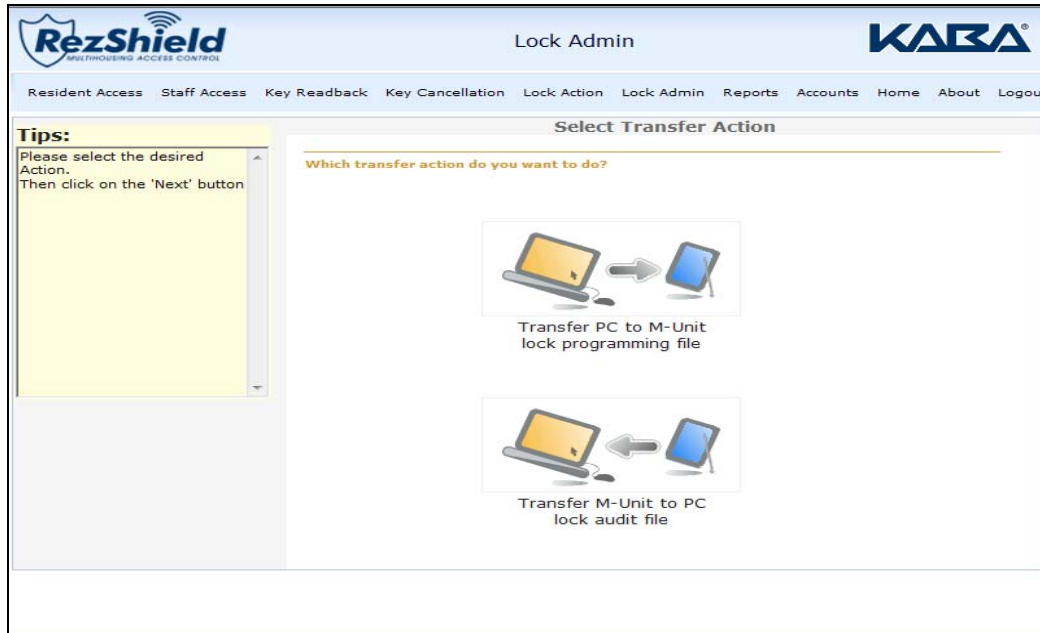 RezShield
MULTIHOUSING ACCESS CONTROL
Lock Admin
KABA®
Resident Access Staff Access Key Readback Key Cancellation Lock Action Lock Admin Reports Accounts Home About Logou
Tips:
Please select the desired
Action.
Then click on the 'Next' button
Select Transfer Action
Which transfer action do you want to do?
Transfer PC to M-Unit
lock programming file
Transfer M-Unit to PC
lock audit file